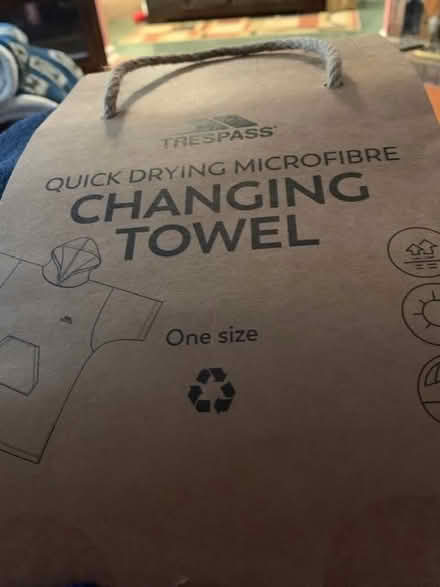 TRESPASS®
QUICK DRYING MICROFIBRE
CHANGING
TOWEL
One size